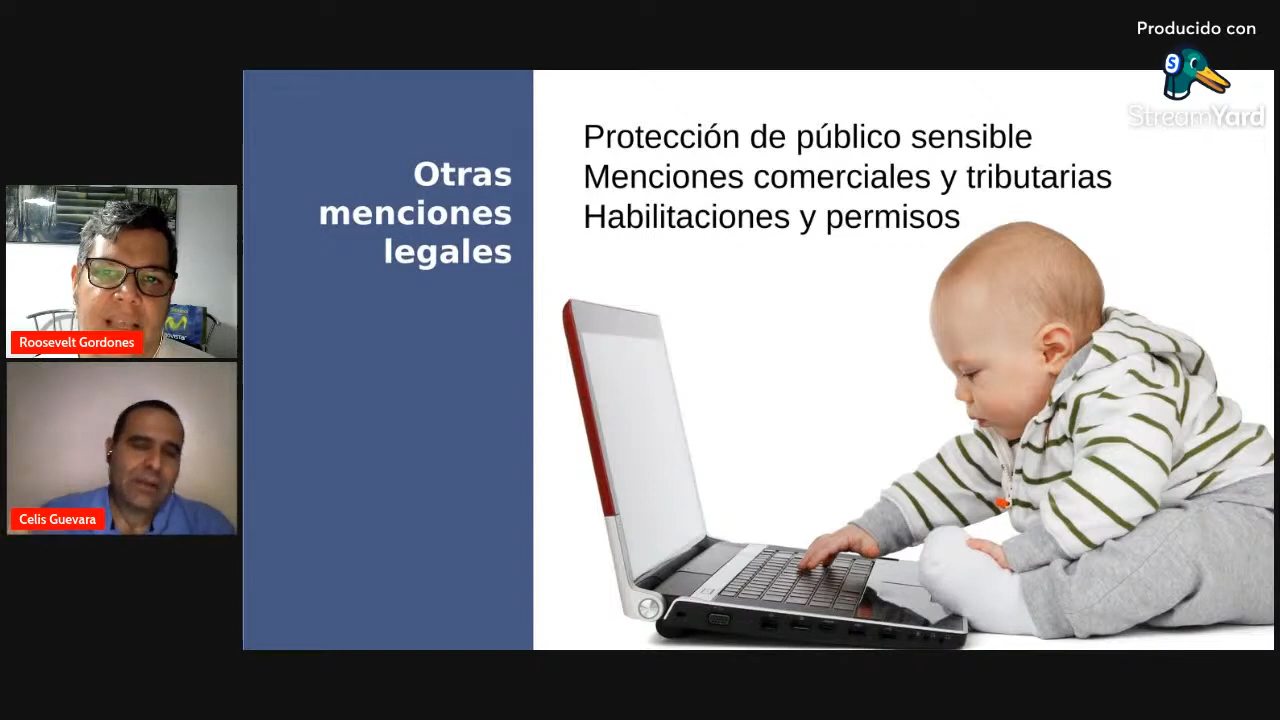 Producido con
StreamYard
Otras
menciones
legales
Protección de público sensible
Menciones comerciales y tributarias
Habilitaciones y permisos
movistar
Roosevelt Gordones
Celis Guevara